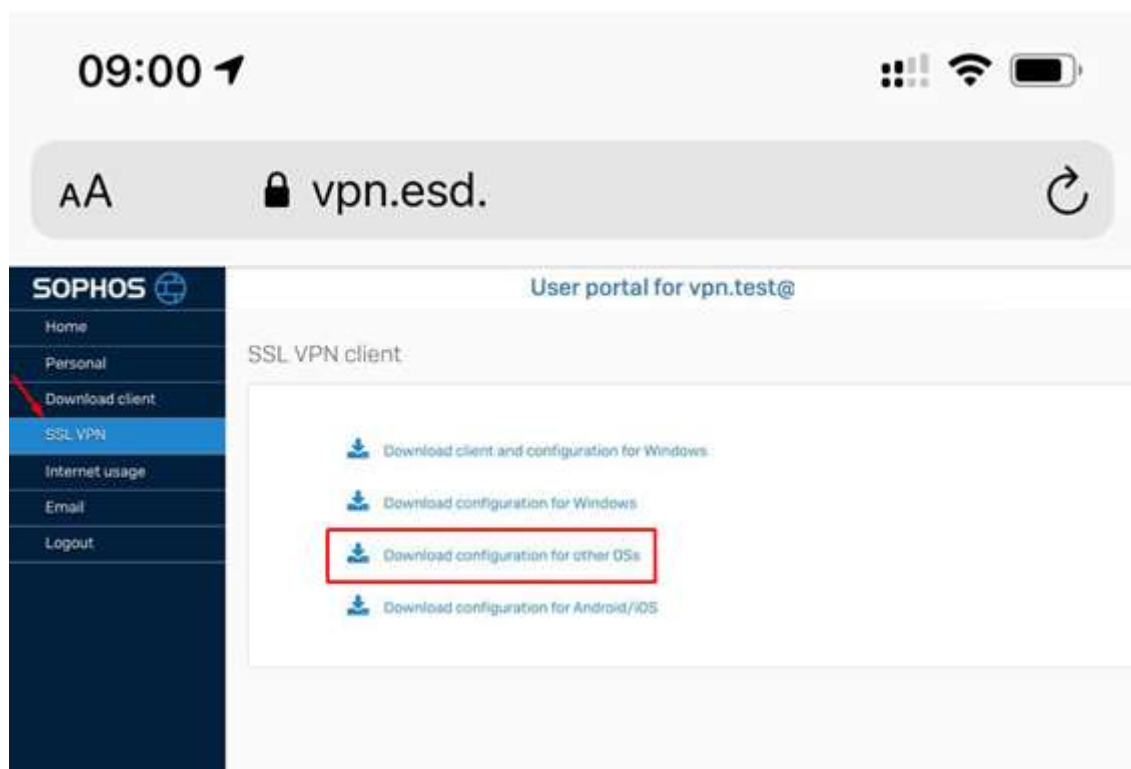 09:00
AA vpn.esd.
SOPHOS
User portal for vpn.test@
Home
Personal
Download client
SSL VPN
Internet usage
Email
Logout
SSL VPN client
Download client and configuration for Windows
Download configuration for Windows
Download configuration for other OSs
Download configuration for Android/iOS